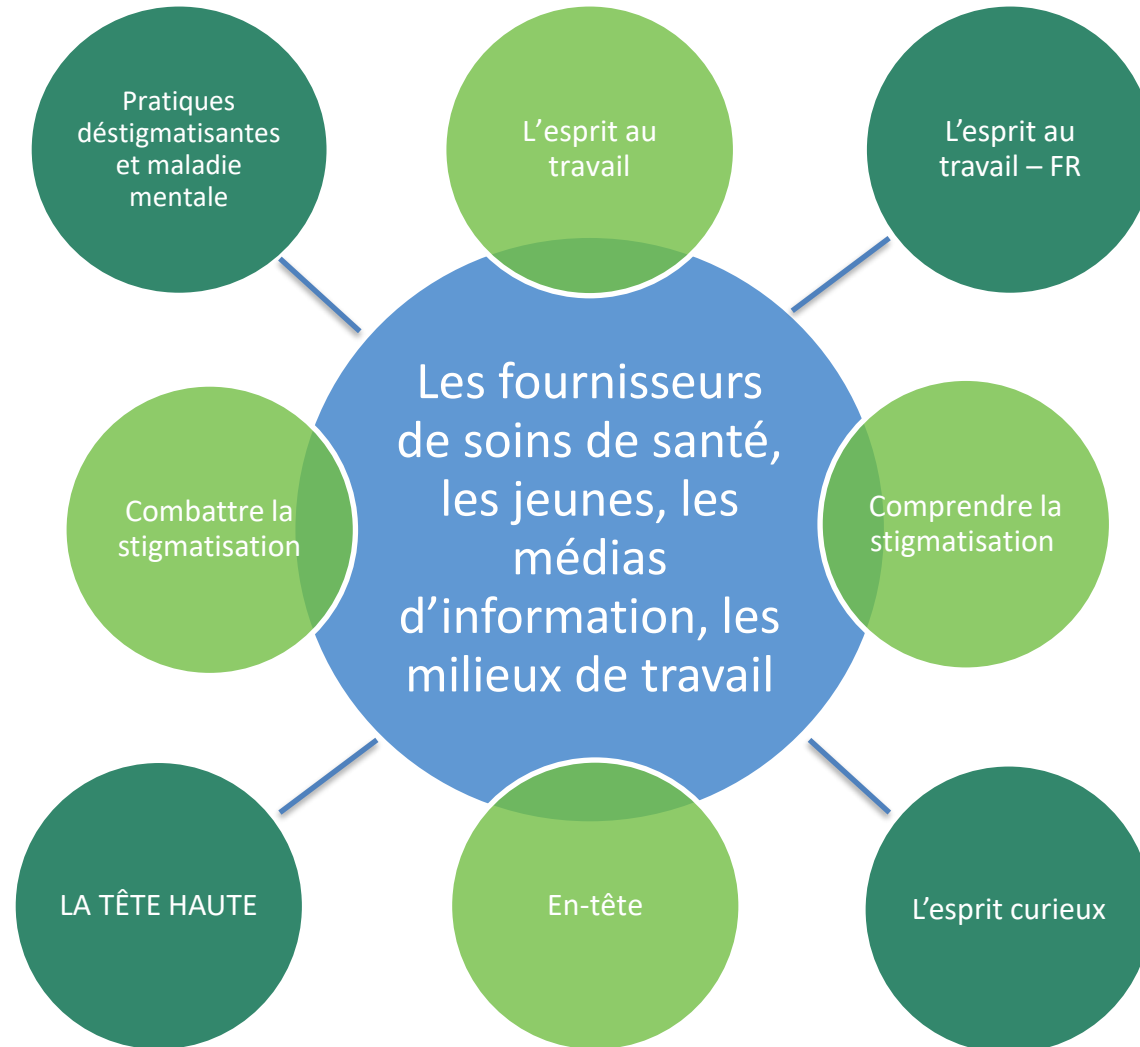 Pratiques
déstigmatisantes
et maladie
mentale
L’esprit au
travail
L’esprit au
travail – FR
Les fournisseurs
de soins de santé,
les jeunes, les
médias
d’information, les
milieux de travail
Combattre la
stigmatisation
Comprendre la
stigmatisation
LA TÊTE HAUTE
En-tête
L’esprit curieux